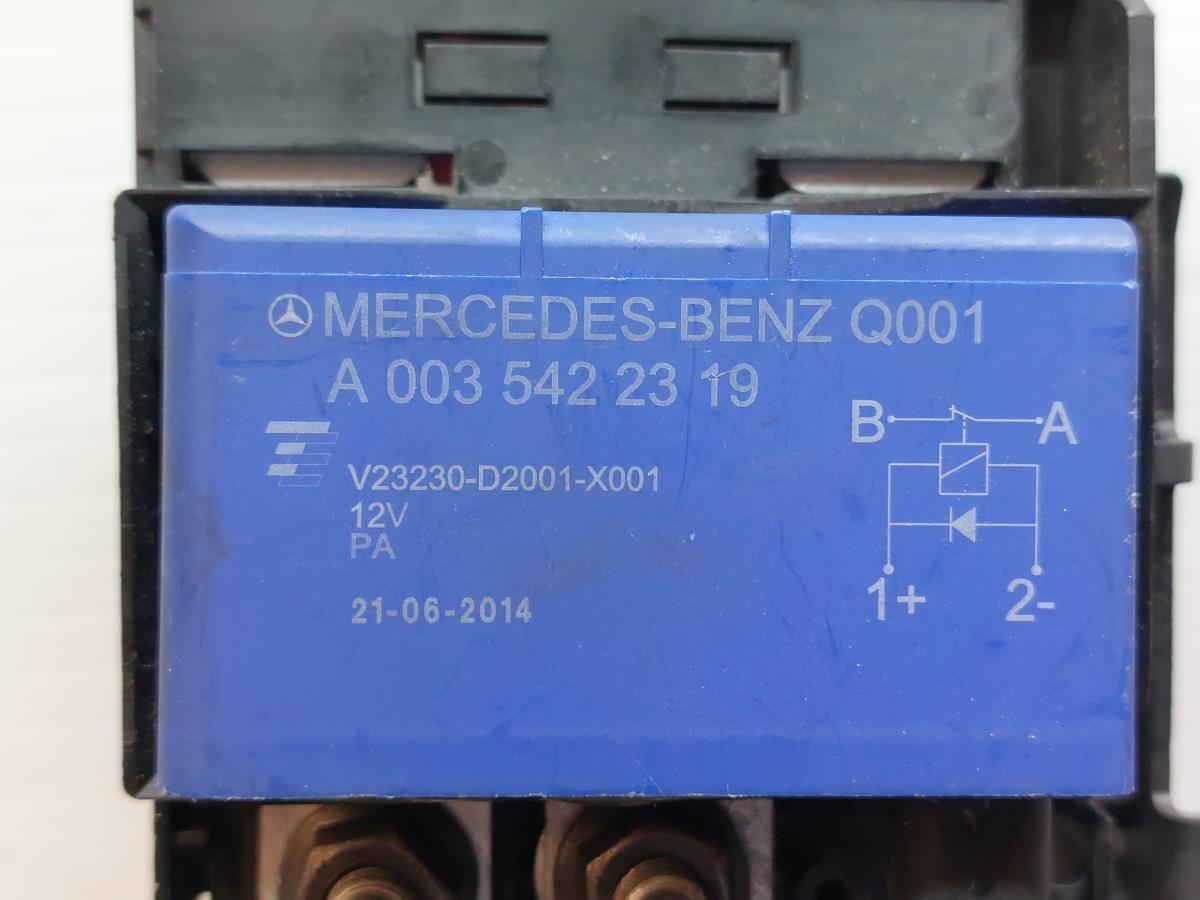 MERCEDES-BENZ Q001
A 003 542 23 19
B A
V23230-D2001-X001
12V
PA
1+ 2-
21-06-2014